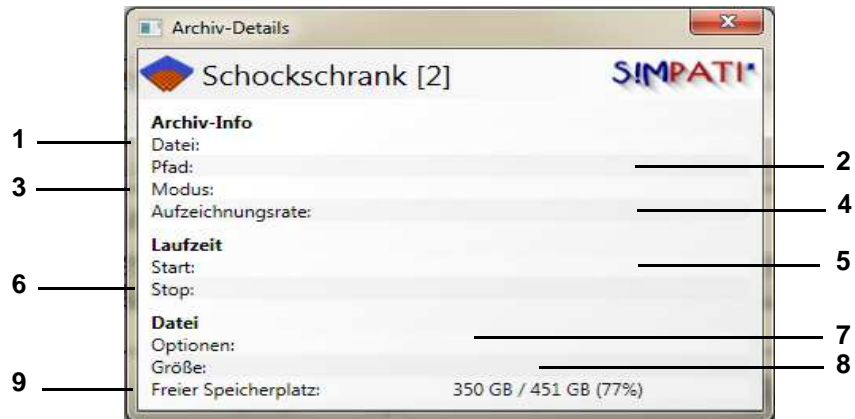 Archiv-Details
Schockschrank [2]
S!MPATI*
Archiv-Info
1
Datei:
Pfad:
2
3
Modus:
Aufzeichnungsrate:
4
Laufzeit
Start:
5
6
Stop:
Datei
Optionen:
7
Größe:
8
9
Freier Speicherplatz: 350 GB / 451 GB (77%)